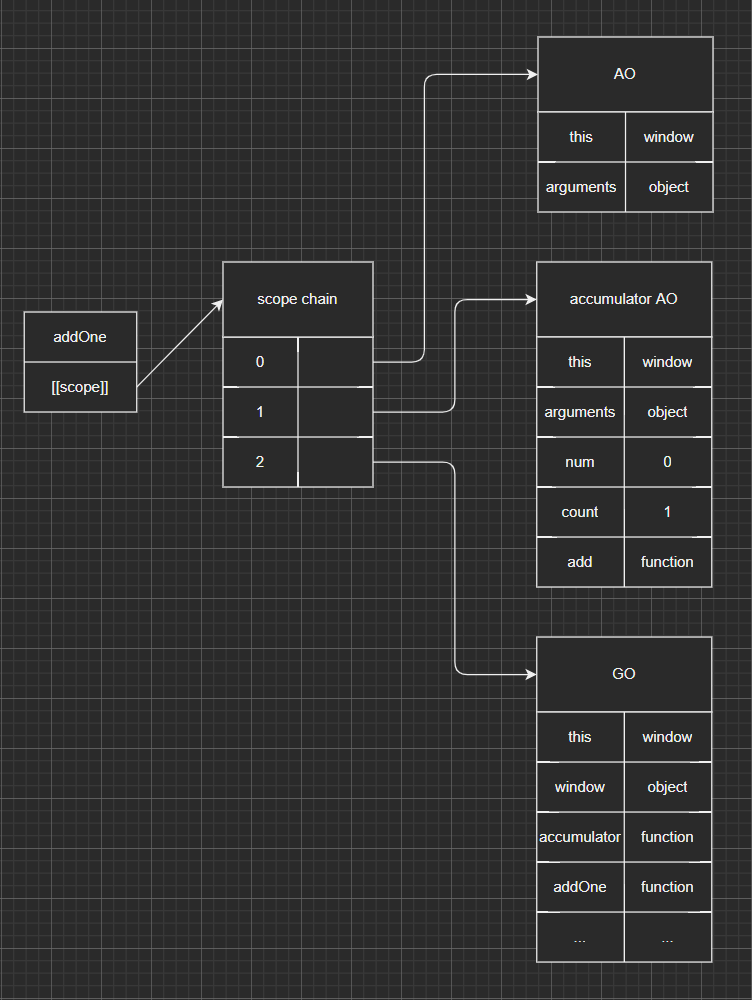 addOne
[[scope]]
scope chain
0
1
2
AO
this window
arguments object
accumulator AO
this window
arguments object
num 0
count 1
add function
GO
this window
window object
accumulator function
addOne function
... ...